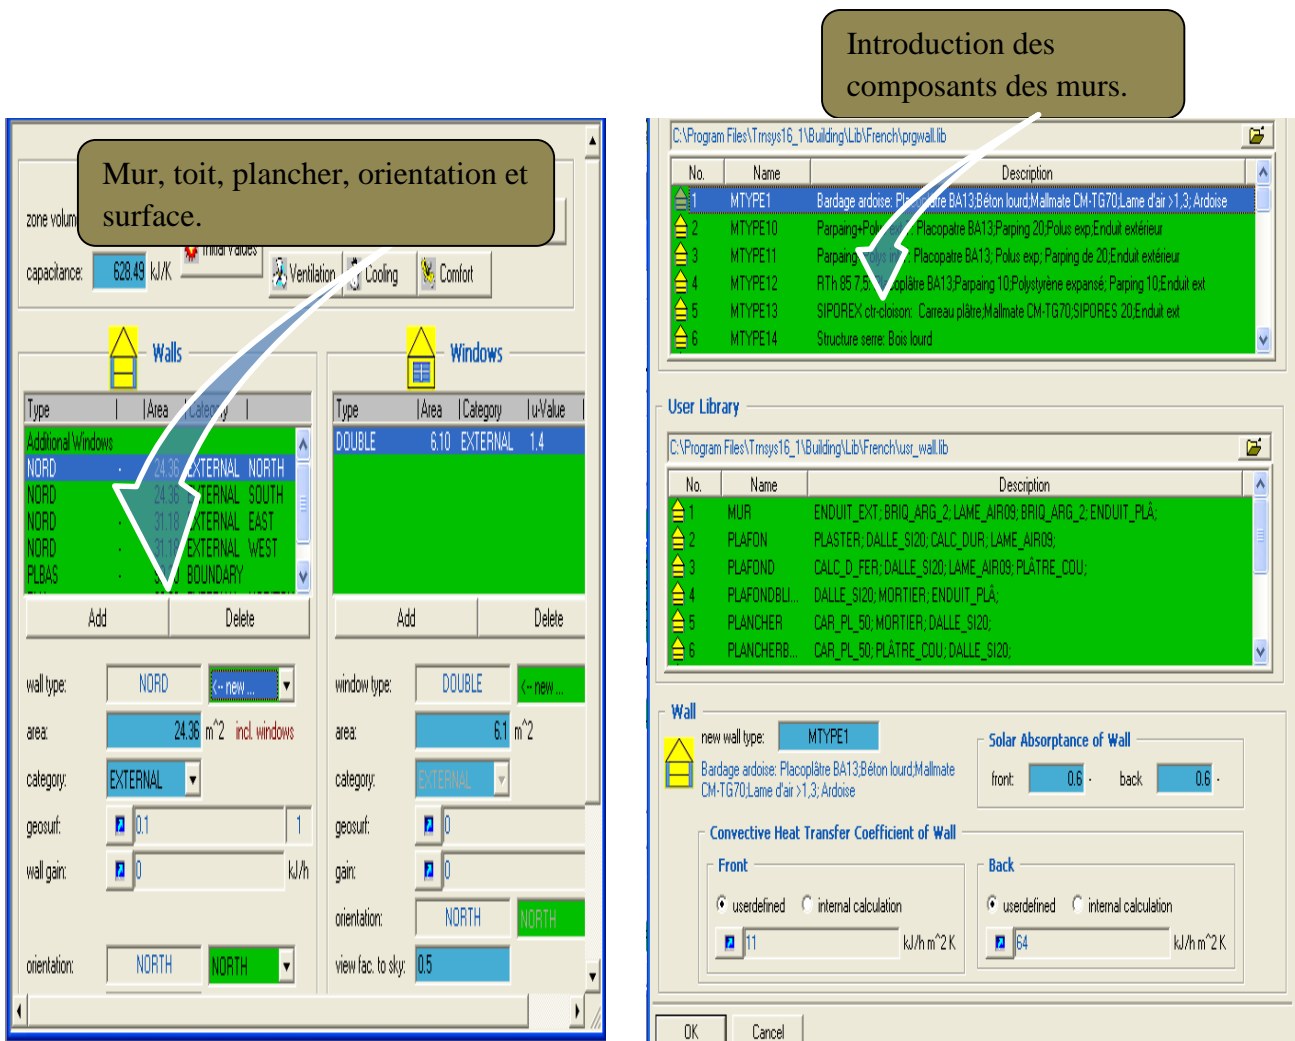 Introduction des
composants des murs.
Mur, toit, plancher, orientation et
surface.
zone volum
Initial Values
capacitance: 628.49 kJ/K
Ventilation
Cooling
Comfort
Walls
Type | |Area |Category |
Additional Windows
NORD - 24.36 EXTERNAL NORTH
NORD 24.36 EXTERNAL SOUTH
NORD - 31.18 EXTERNAL EAST
NORD - 31.18 EXTERNAL WEST
PLBAS - BOUNDARY
Add Delete
wall type: NORD <-- new ...
area: 24.36 m^2 incl. windows
category: EXTERNAL
geosurf: 0.1 1
wall gain: 0 kJ/h
orientation: NORTH NORTH
Windows
Type |Area |Category |u-Value |
DOUBLE 6.10 EXTERNAL 1.4
Add Delete
window type: DOUBLE <-- new ...
area: 6.1 m^2
category: EXTERNAL
geosurf: 0
gain: 0
orientation: NORTH NORTH
view fac. to sky: 0.5
C:\Program Files\Trnsys16_1\Building\Lib\French\prgwall.lib
No. Name Description
1 MTYPE1 Bardage ardoise: Placoplâtre BA13;Béton lourd;Mallmate CM-TG70;Lame d'air >1,3; Ardoise
2 MTYPE10 Parpaing+Polys ext.: Placopatre BA13;Parping 20;Polus exp;Enduit extérieur
3 MTYPE11 Parpaing+Polys int.: Placopatre BA13; Polus exp; Parping de 20;Enduit extérieur
4 MTYPE12 RTh 85 7,5: Placoplâtre BA13;Parpaing 10;Polystyrène expansé; Parping 10;Enduit ext
5 MTYPE13 SIPOREX ctr-cloison: Carreau plâtre;Mallmate CM-TG70;SIPORES 20;Enduit ext
6 MTYPE14 Structure serre: Bois lourd
User Library
C:\Program Files\Trnsys16_1\Building\Lib\French\usr_wall.lib
No. Name Description
1 MUR ENDUIT_EXT; BRIQ_ARG_2; LAME_AIR09; BRIQ_ARG_2; ENDUIT_PLÂ;
2 PLAFON PLASTER; DALLE_SI20; CALC_DUR; LAME_AIR09;
3 PLAFOND CALC_D_FER; DALLE_SI20; LAME_AIR09; PLÂTRE_COU;
4 PLAFONDBLI... DALLE_SI20; MORTIER; ENDUIT_PLÂ;
5 PLANCHER CAR_PL_50; MORTIER; DALLE_SI20;
6 PLANCHERB... CAR_PL_50; PLÂTRE_COU; DALLE_SI20;
Wall
new wall type: MTYPE1
Bardage ardoise: Placoplâtre BA13;Béton lourd;Mallmate
CM-TG70;Lame d'air >1,3; Ardoise
Solar Absorptance of Wall
front: 0.6 - back 0.6 -
Convective Heat Transfer Coefficient of Wall
Front
userdefined internal calculation
11 kJ/h m^2 K
Back
userdefined internal calculation
64 kJ/h m^2 K
OK Cancel